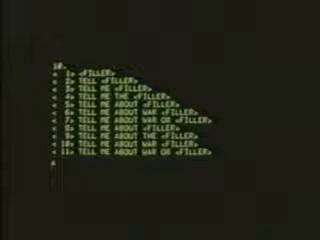 10.
< 1> <FILLER>
< 2> TELL <FILLER>
< 3> TELL ME <FILLER>
< 4> TELL ME THE <FILLER>
< 5> TELL ME ABOUT <FILLER>
< 6> TELL ME ABOUT WAR <FILLER>
< 7> TELL ME ABOUT WAR OR <FILLER>
< 8> TELL ME ABOUT <FILLER>
< 9> TELL ME ABOUT THE <FILLER>
< 10> TELL ME ABOUT WAR <FILLER>
< 11> TELL ME ABOUT WAR OR <FILLER>